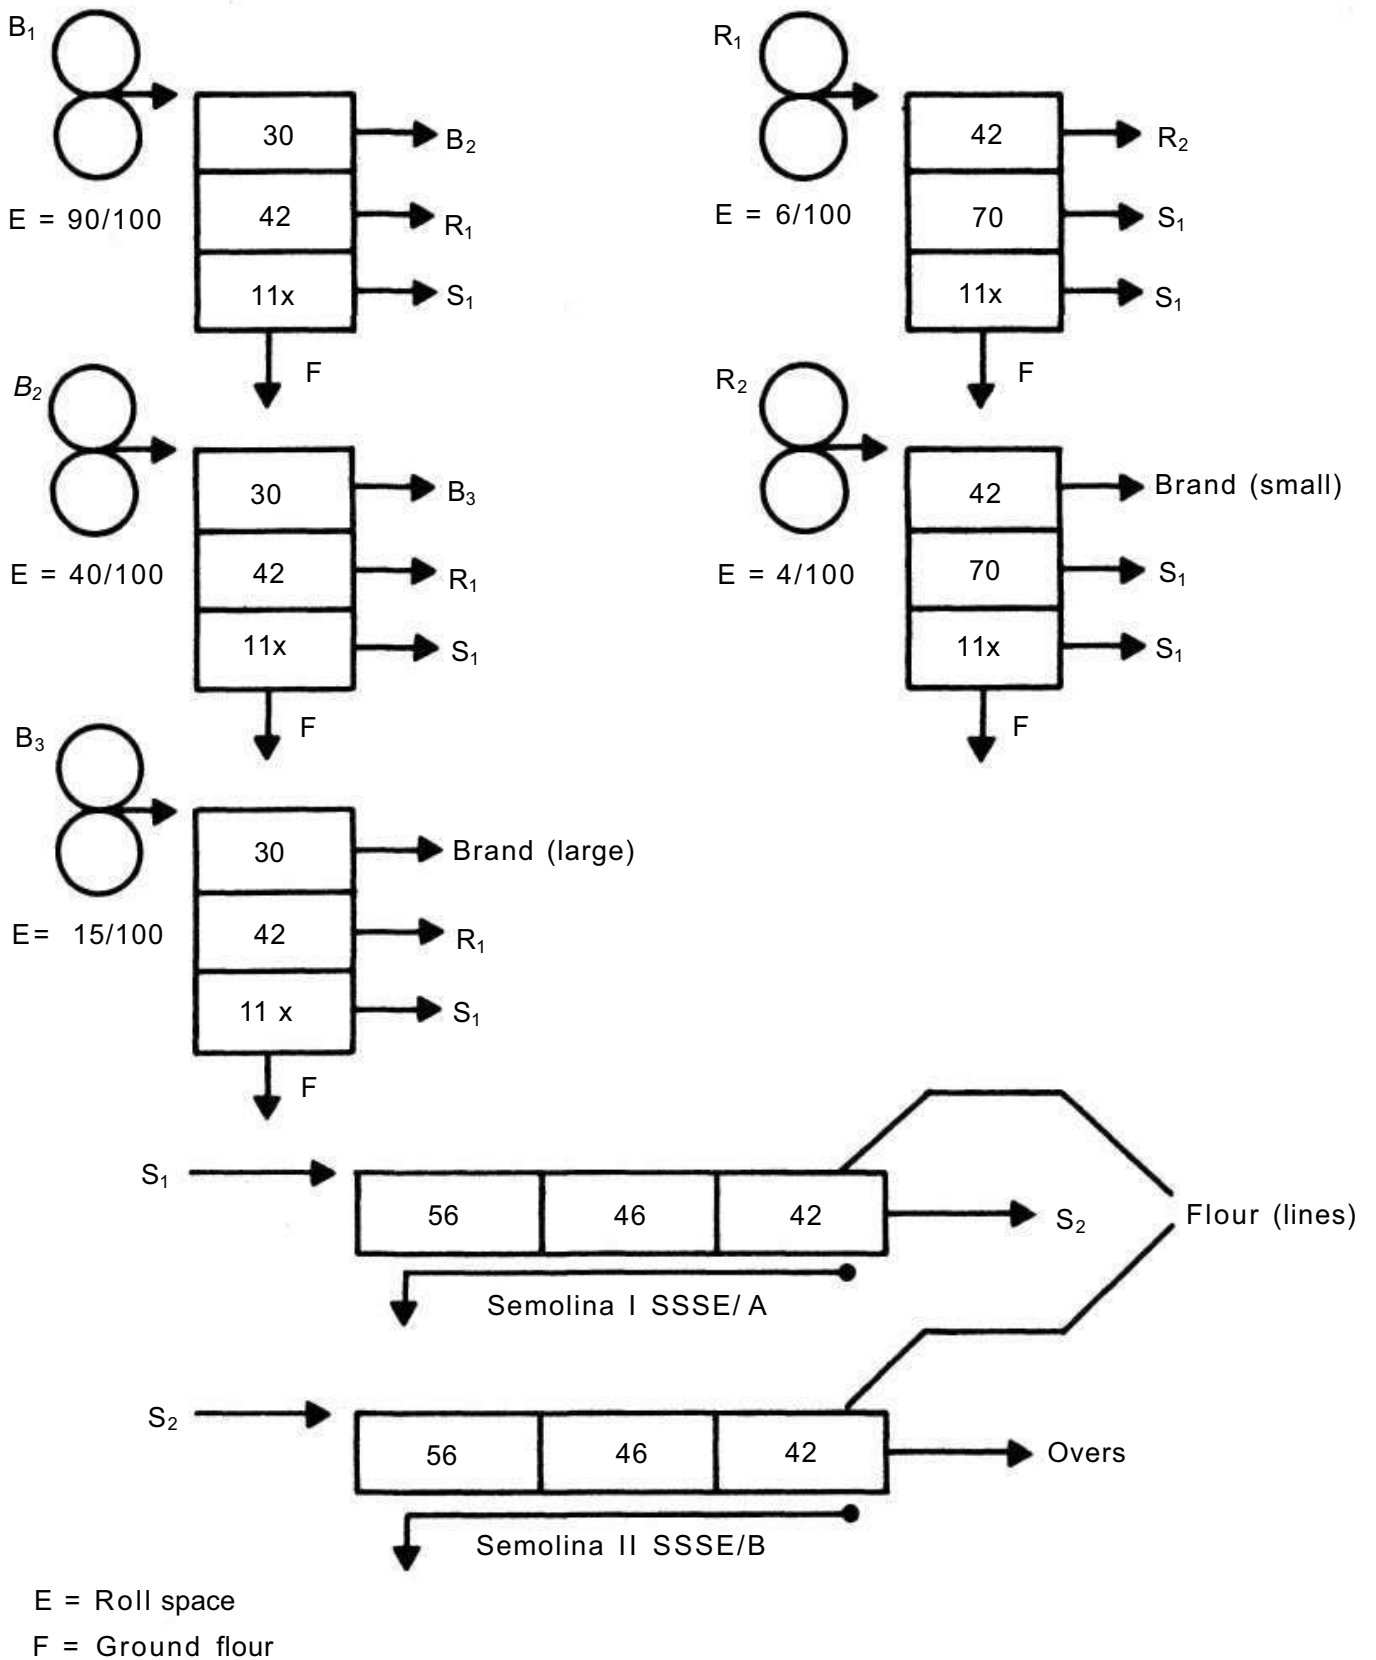 B₁
30
B₂
42
R₁
11x
S₁
E = 90/100
F
R₁
42
R₂
70
S₁
11x
S₁
E = 6/100
F
B₂
30
B₃
42
R₁
11x
S₁
E = 40/100
F
R₂
42
Brand (small)
70
S₁
11x
S₁
E = 4/100
F
B₃
30
Brand (large)
42
R₁
11 x
S₁
E= 15/100
F
S₁
56
46
42
S₂
Flour (lines)
Semolina I SSSE/ A
S₂
56
46
42
Overs
Semolina II SSSE/B
E = Roll space
F = Ground flour